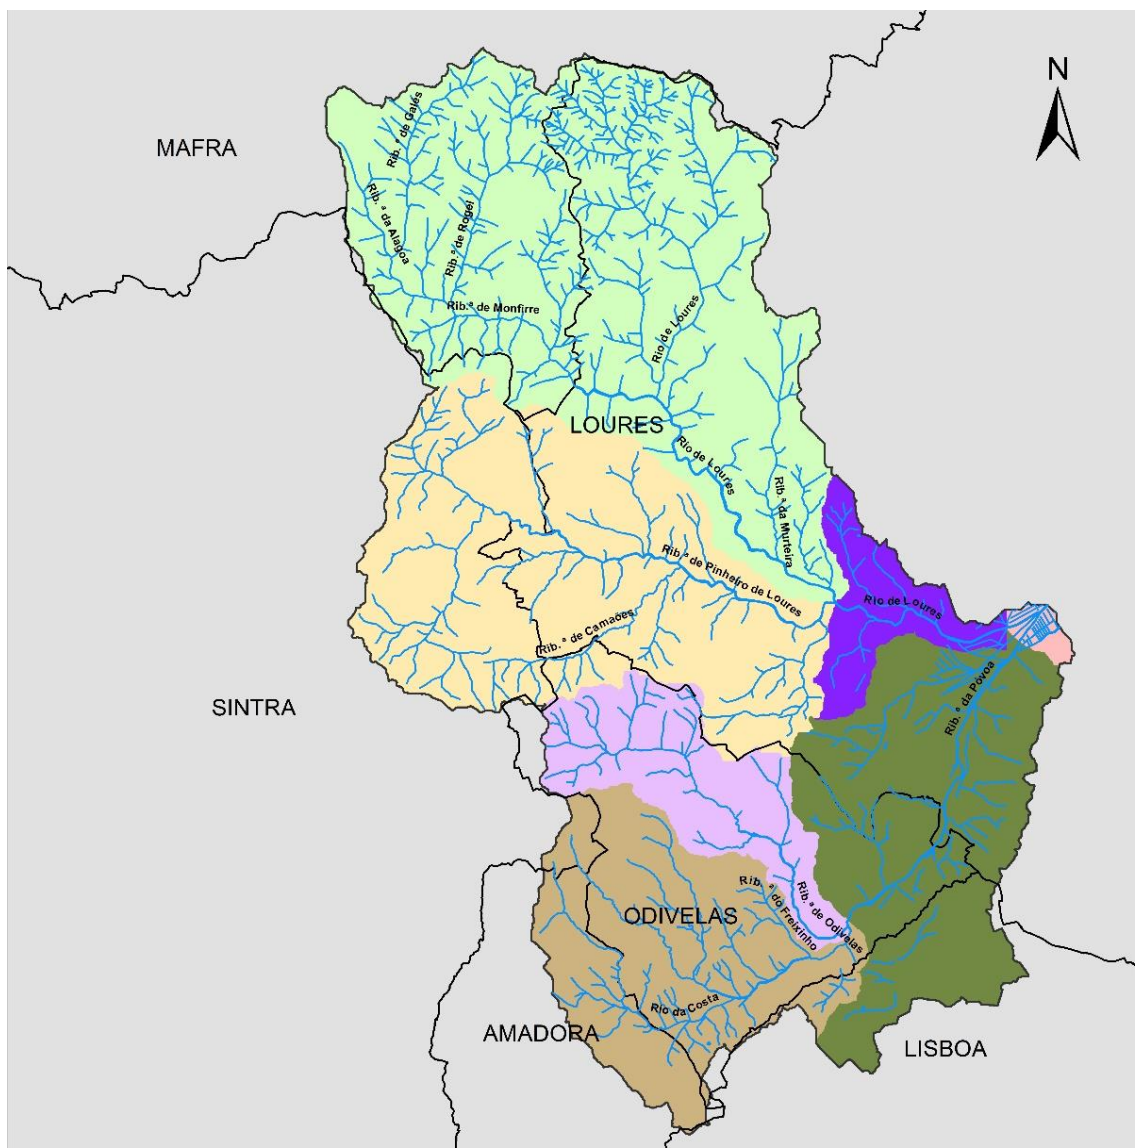 N
MAFRA
Rib.ª de Galés
Rib.ª da Alagoa
Rib.ª de Rogel
Rib.ª de Monfirre
Rio de Loures
LOURES
Rio de Loures
Rib.ª da Murteira
Rib.ª de Pinheiro de Loures
Rio de Loures
Rib.ª de Camaões
Rib.ª da Póvoa
SINTRA
Rib.ª do Freixinho
Rib.ª de Odivelas
ODIVELAS
Rio da Costa
AMADORA
LISBOA